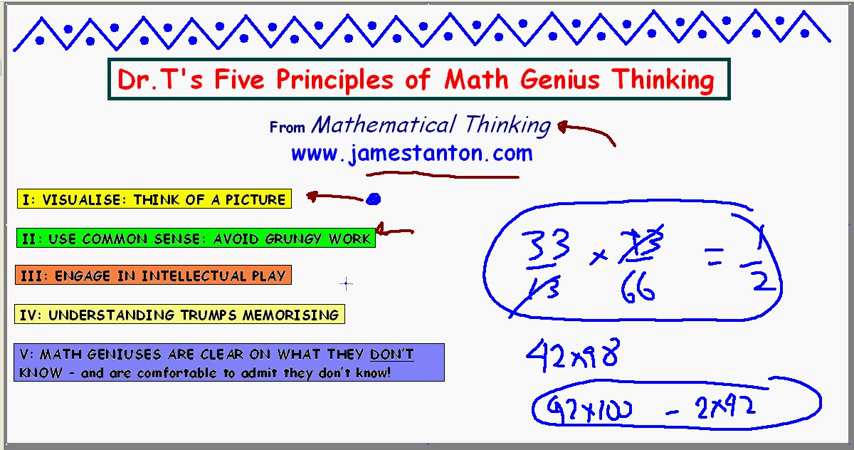 Dr.T's Five Principles of Math Genius Thinking
From Mathematical Thinking
www.jamestanton.com
I: VISUALISE: THINK OF A PICTURE
II: USE COMMON SENSE: AVOID GRUNGY WORK
III: ENGAGE IN INTELLECTUAL PLAY
IV: UNDERSTANDING TRUMPS MEMORISING
V: MATH GENIUSES ARE CLEAR ON WHAT THEY DON'T
KNOW - and are comfortable to admit they don't know!
33/13 × 13/66 = 1/2
42×98
42×100 - 2×42